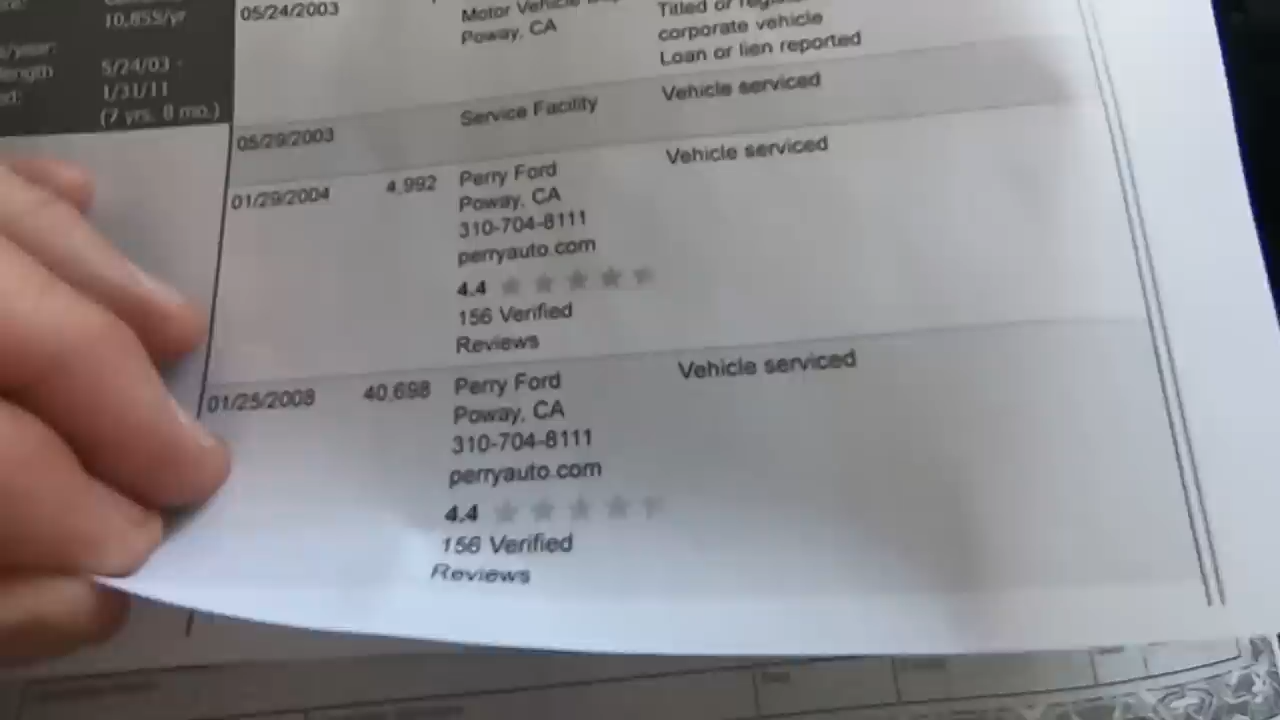 10,855/yr
5/24/03 -
1/31/11
(7 yrs. 8 mo.)
05/24/2003
Motor Vehicle
Poway, CA
Titled or
corporate vehicle
Loan or lien reported
05/29/2003
Service Facility
Vehicle serviced
01/29/2004
4,992
Perry Ford
Poway, CA
310-704-8111
perryauto.com
4.4
156 Verified
Reviews
Vehicle serviced
01/25/2008
40,698
Perry Ford
Poway, CA
310-704-8111
perryauto.com
4.4
156 Verified
Reviews
Vehicle serviced